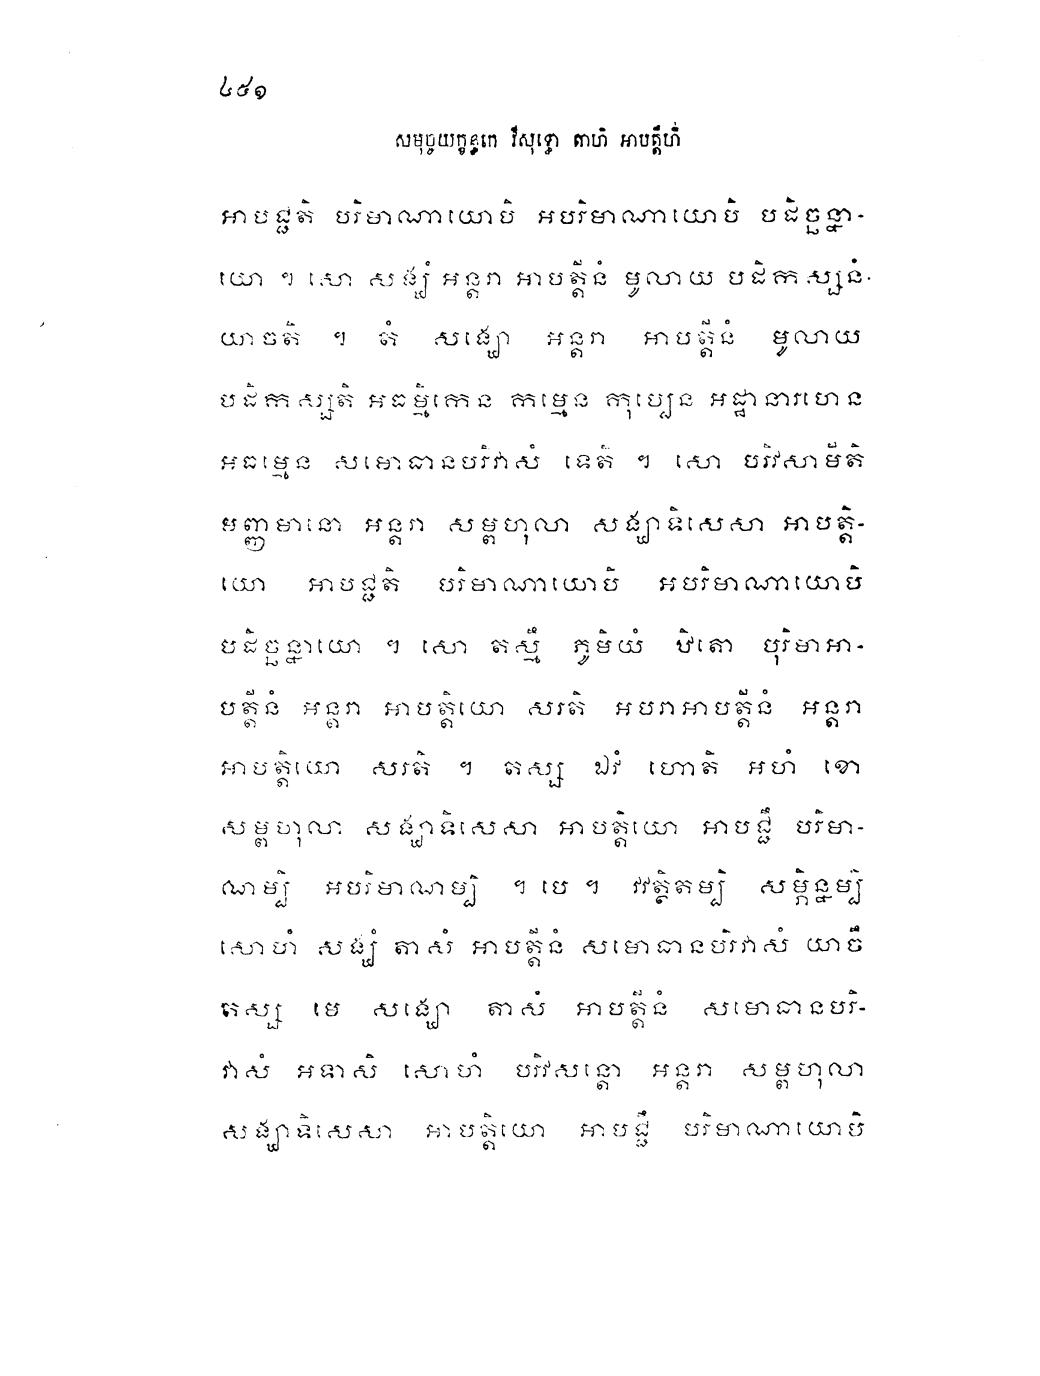 ៤៥១
សមុច្ចយក្ខន្ធកេ វិសុទ្ធោ តាហិ អាបត្តីហិ
អាបជ្ជតិ បរិមាណាយោបិ អបរិមាណាយោបិ បដិច្ឆន្នា-
យោ ។ សោ សង្ឃំ អន្តរា អាបត្តីនំ មូលាយ បដិកស្សនំ
យាចតិ ។ តំ សង្ឃោ អន្តរា អាបត្តីនំ មូលាយ
បដិកស្សតិ អធម្មិកេន កម្មេន កុប្បេន អដ្ឋានារហេន
អធម្មេន សមោធានបរិវាសំ ទេតិ ។ សោ បរិវសាមីតិ
មញ្ញមានោ អន្តរា សម្ពហុលា សង្ឃាទិសេសា អាបត្តិ-
យោ អាបជ្ជតិ បរិមាណាយោបិ អបរិមាណាយោបិ
បដិច្ឆន្នាយោ ។ សោ តស្មឹ ភូមិយំ ឋិតោ បុរិមាអា-
បត្តីនំ អន្តរា អាបត្តិយោ សរតិ អបរាអាបត្តីនំ អន្តរា
អាបត្តិយោ សរតិ ។ តស្ស ឯវំ ហោតិ អហំ ខោ
សម្ពហុលា សង្ឃាទិសេសា អាបត្តិយោ អាបជ្ជឹ បរិមា-
ណម្បិ អបរិមាណម្បិ ។ បេ ។ វវត្ថិតម្បិ សម្ភិន្នម្បិ
សោហំ សង្ឃំ តាសំ អាបត្តីនំ សមោធានបរិវាសំ យាចឹ
តស្ស មេ សង្ឃោ តាសំ អាបត្តីនំ សមោធានបរិ-
វាសំ អទាសិ សោហំ បរិវសន្តោ អន្តរា សម្ពហុលា
សង្ឃាទិសេសា អាបត្តិយោ អាបជ្ជឹ បរិមាណាយោបិ